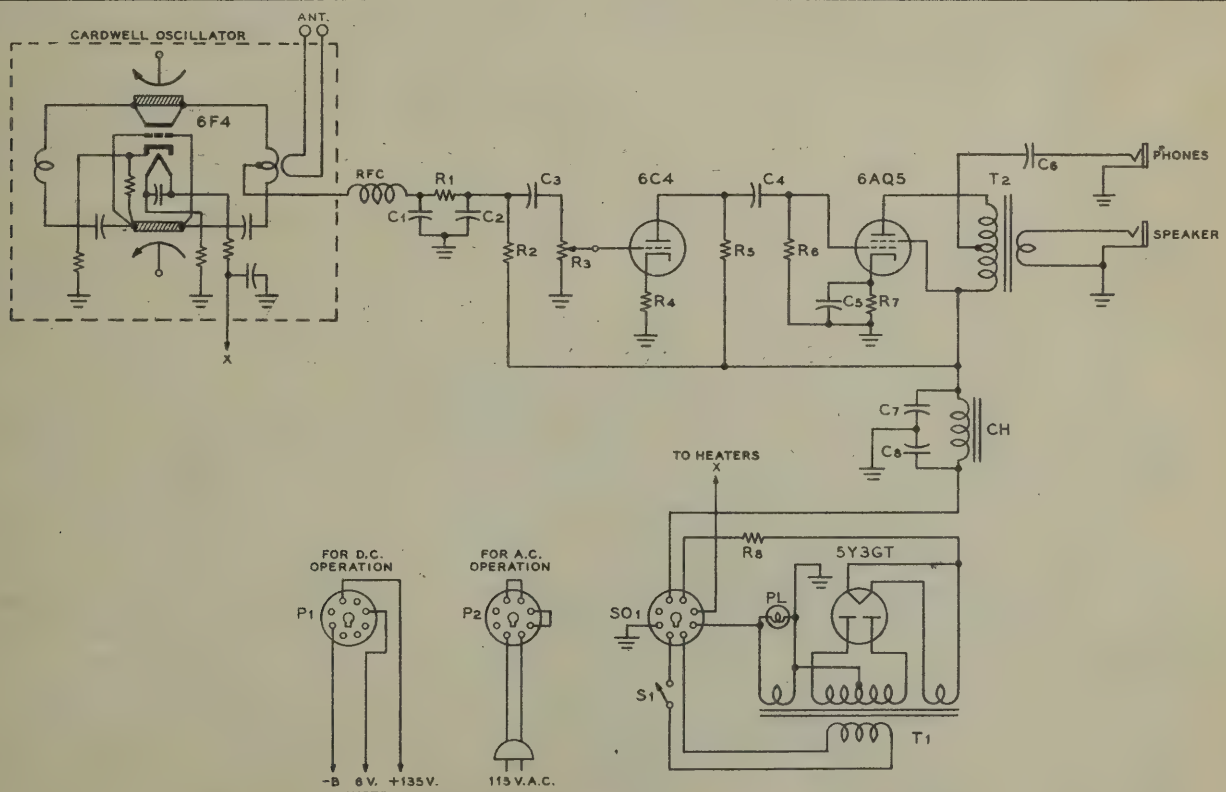 ANT.
CARDWELL OSCILLATOR
6F4
X
RFC
R1
C1
C2
R2
C3
R3
6C4
R4
R5
C4
R6
6AQ5
C5
R7
T2
C6
PHONES
SPEAKER
C7
C8
CH
TO HEATERS
X
FOR D.C.
OPERATION
P1
-B 6V. +135V.
FOR A.C.
OPERATION
P2
115 V.A.C.
SO1
R8
PL
5Y3GT
S1
T1